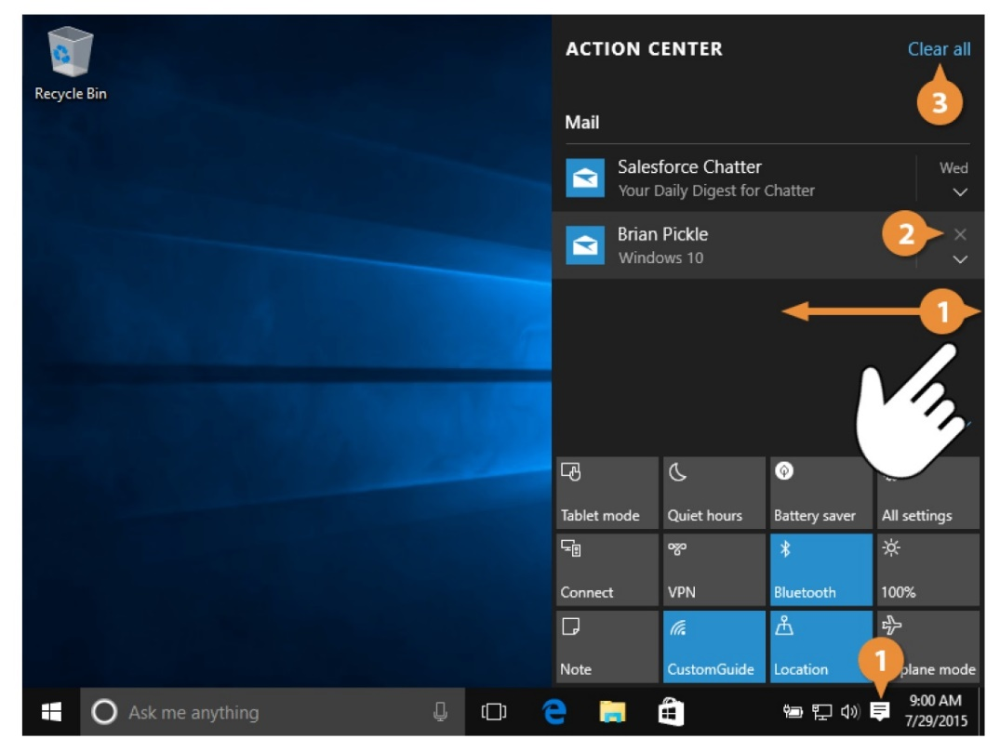 Recycle Bin
ACTION CENTER
Clear all
3
Mail
Salesforce Chatter
Wed
Your Daily Digest for Chatter
Brian Pickle
2
Windows 10
1
Tablet mode
Quiet hours
Battery saver
All settings
Connect
VPN
Bluetooth
100%
Note
CustomGuide
Location
1
plane mode
Ask me anything
9:00 AM
7/29/2015